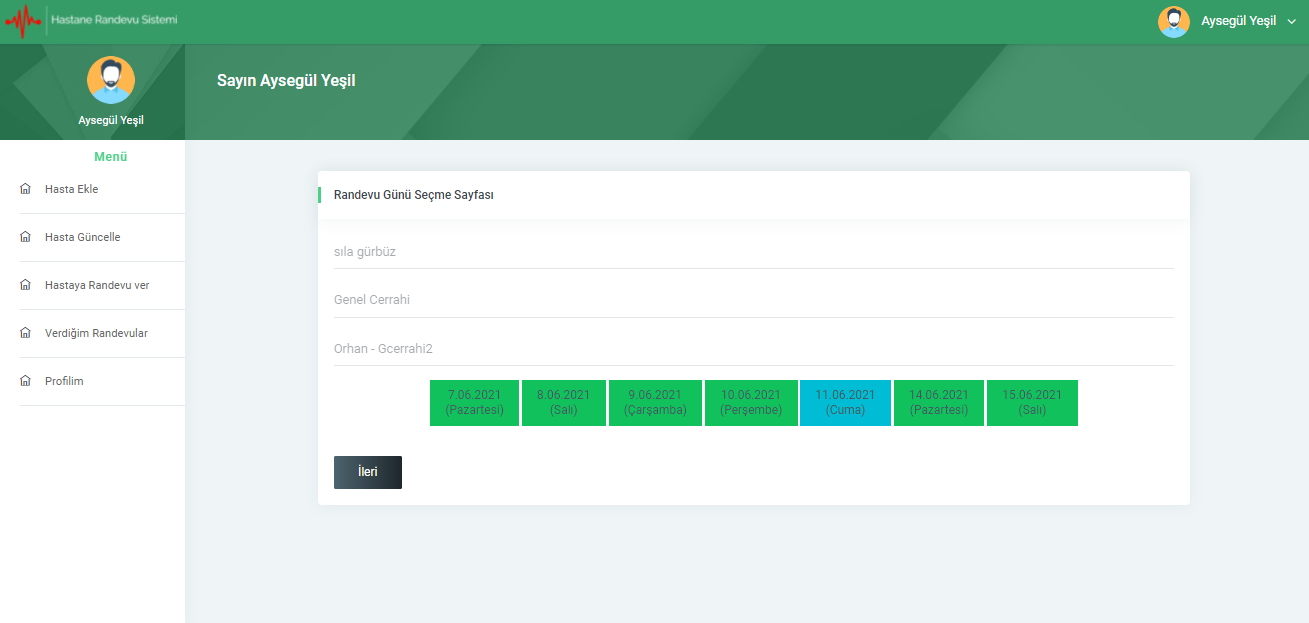 Hastane Randevu Sistemi
Aysegül Yeşil
Sayın Aysegül Yeşil
Aysegül Yeşil
Menü
Hasta Ekle
Hasta Güncelle
Hastaya Randevu ver
Verdiğim Randevular
Profilim
Randevu Günü Seçme Sayfası
sıla gürbüz
Genel Cerrahi
Orhan - Gcerrahi2
7.06.2021
(Pazartesi)
8.06.2021
(Salı)
9.06.2021
(Çarşamba)
10.06.2021
(Perşembe)
11.06.2021
(Cuma)
14.06.2021
(Pazartesi)
15.06.2021
(Salı)
İleri